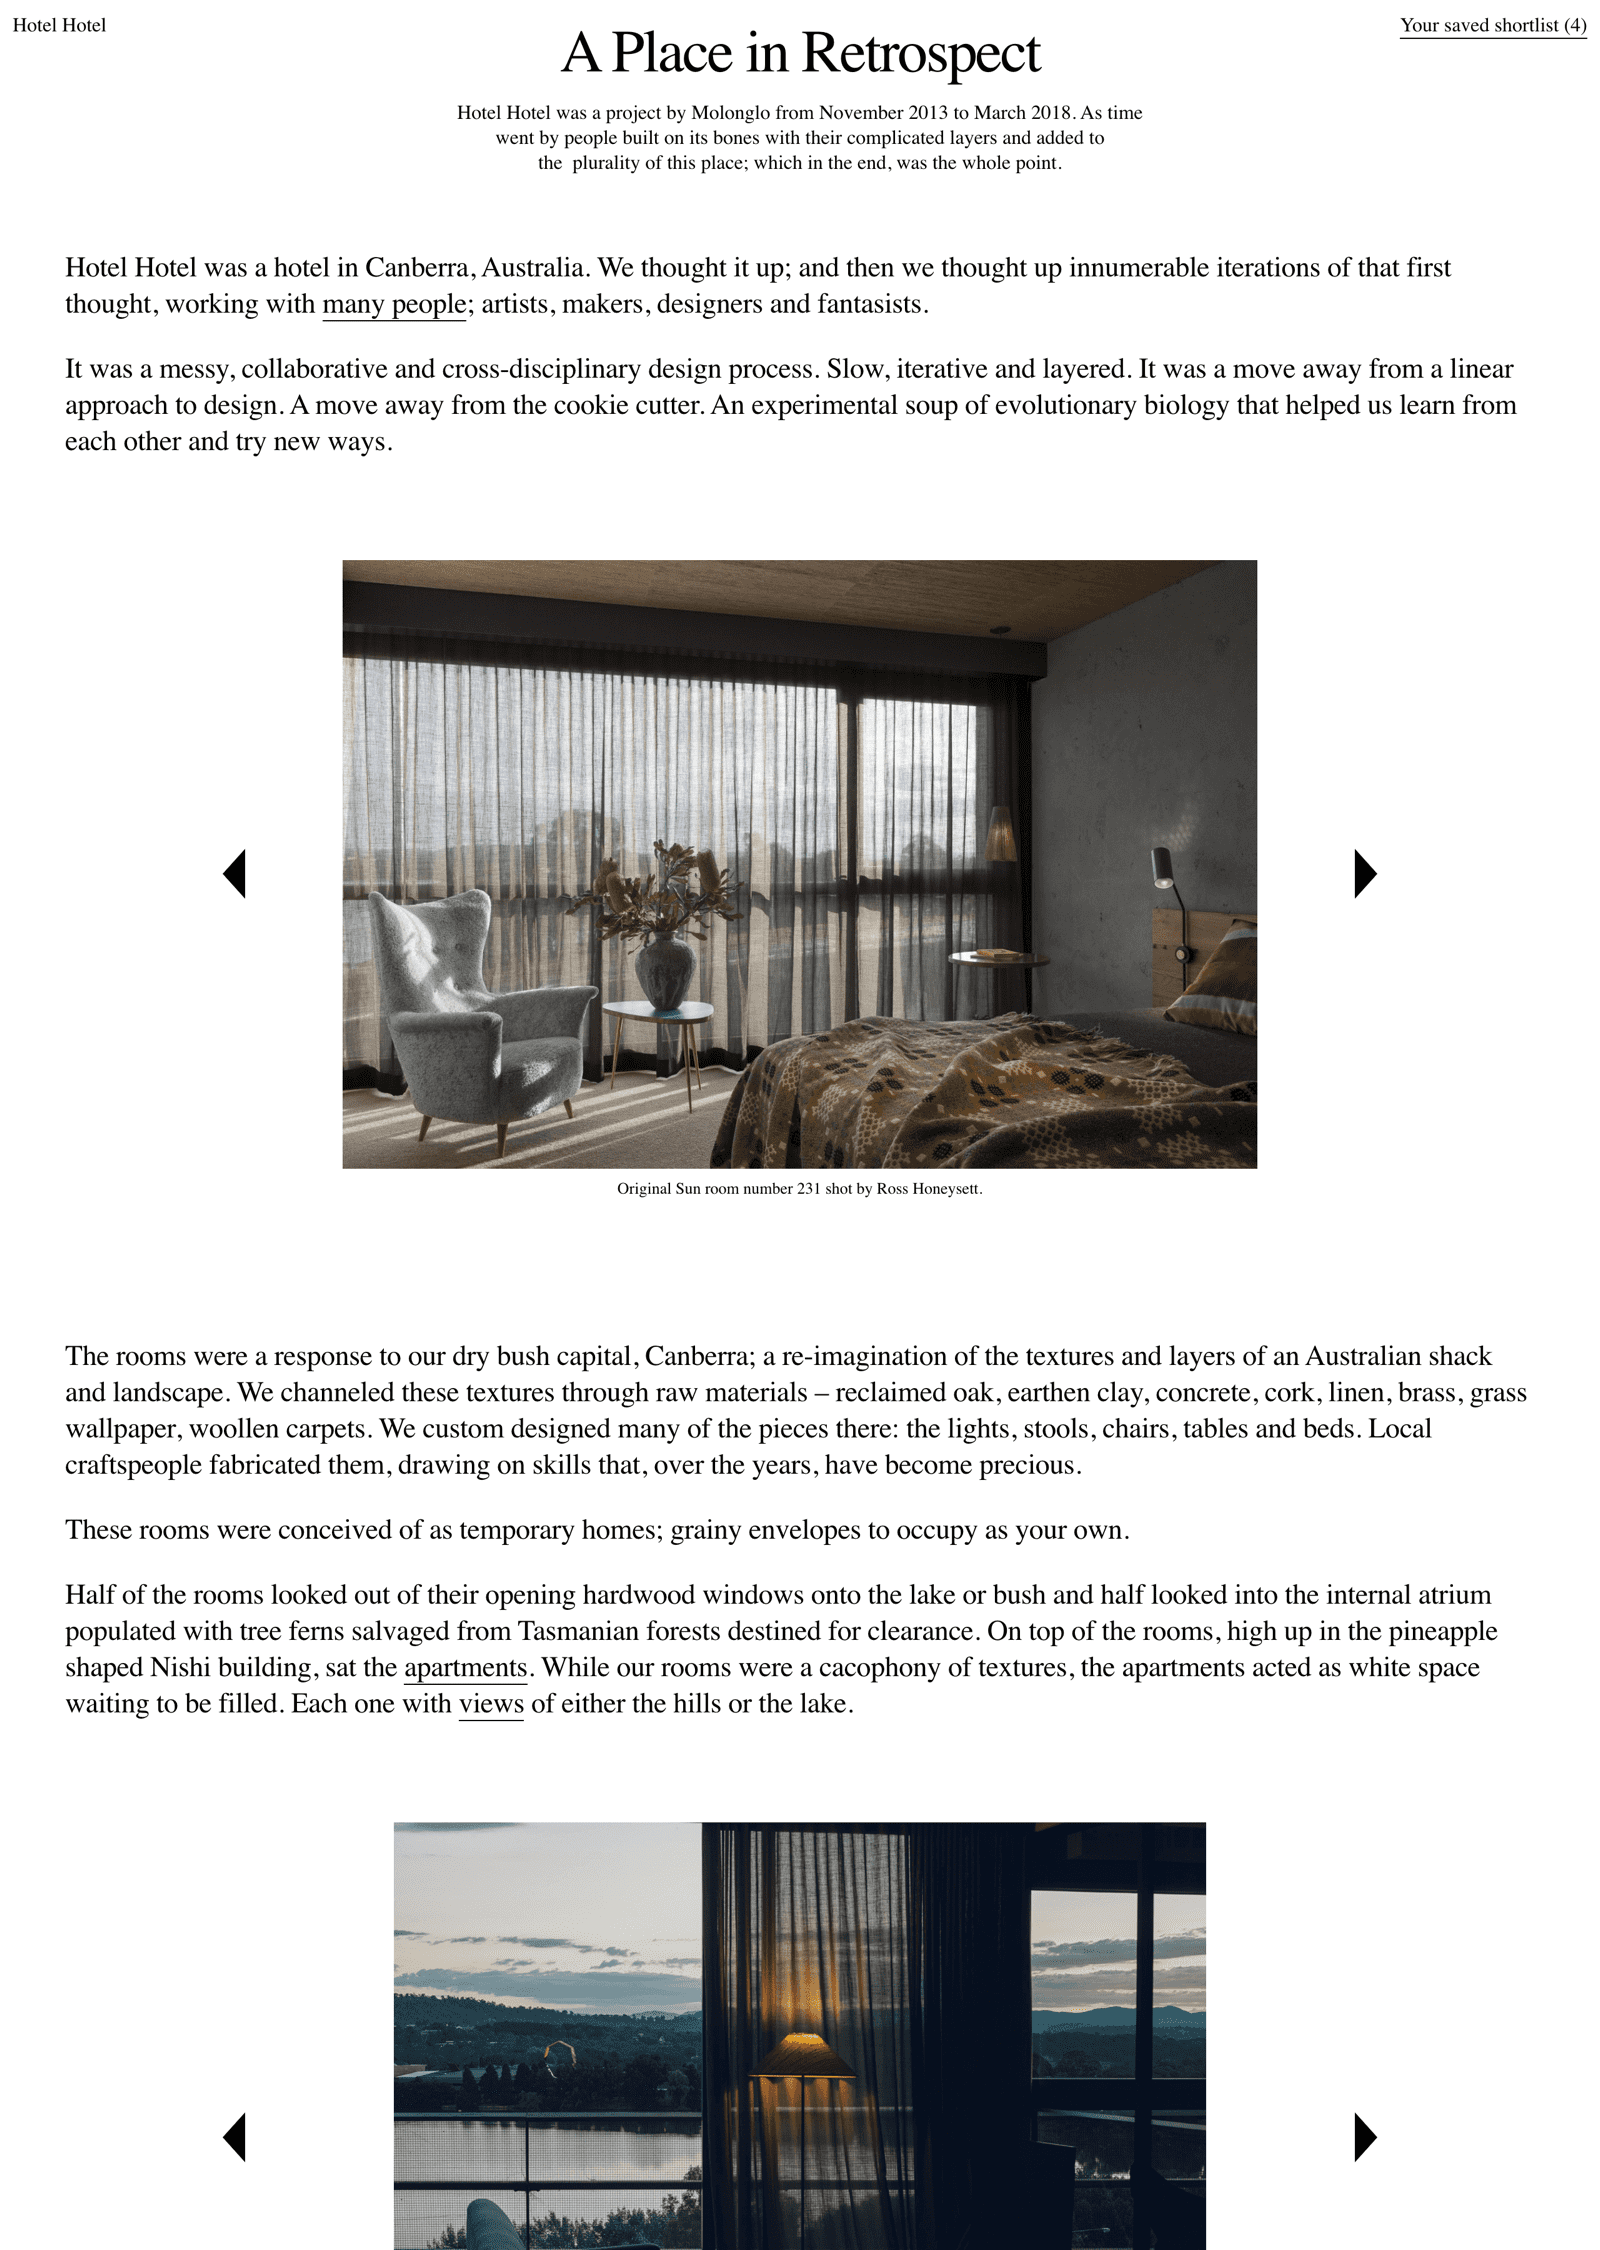 Hotel Hotel
Your saved shortlist (4)
A Place in Retrospect
Hotel Hotel was a project by Molonglo from November 2013 to March 2018. As time
went by people built on its bones with their complicated layers and added to
the  plurality of this place; which in the end, was the whole point.
Hotel Hotel was a hotel in Canberra, Australia. We thought it up; and then we thought up innumerable iterations of that first
thought, working with many people; artists, makers, designers and fantasists.
It was a messy, collaborative and cross-disciplinary design process. Slow, iterative and layered. It was a move away from a linear
approach to design. A move away from the cookie cutter. An experimental soup of evolutionary biology that helped us learn from
each other and try new ways.
Original Sun room number 231 shot by Ross Honeysett.
The rooms were a response to our dry bush capital, Canberra; a re-imagination of the textures and layers of an Australian shack
and landscape. We channeled these textures through raw materials – reclaimed oak, earthen clay, concrete, cork, linen, brass, grass
wallpaper, woollen carpets. We custom designed many of the pieces there: the lights, stools, chairs, tables and beds. Local
craftspeople fabricated them, drawing on skills that, over the years, have become precious.
These rooms were conceived of as temporary homes; grainy envelopes to occupy as your own.
Half of the rooms looked out of their opening hardwood windows onto the lake or bush and half looked into the internal atrium
populated with tree ferns salvaged from Tasmanian forests destined for clearance. On top of the rooms, high up in the pineapple
shaped Nishi building, sat the apartments. While our rooms were a cacophony of textures, the apartments acted as white space
waiting to be filled. Each one with views of either the hills or the lake.